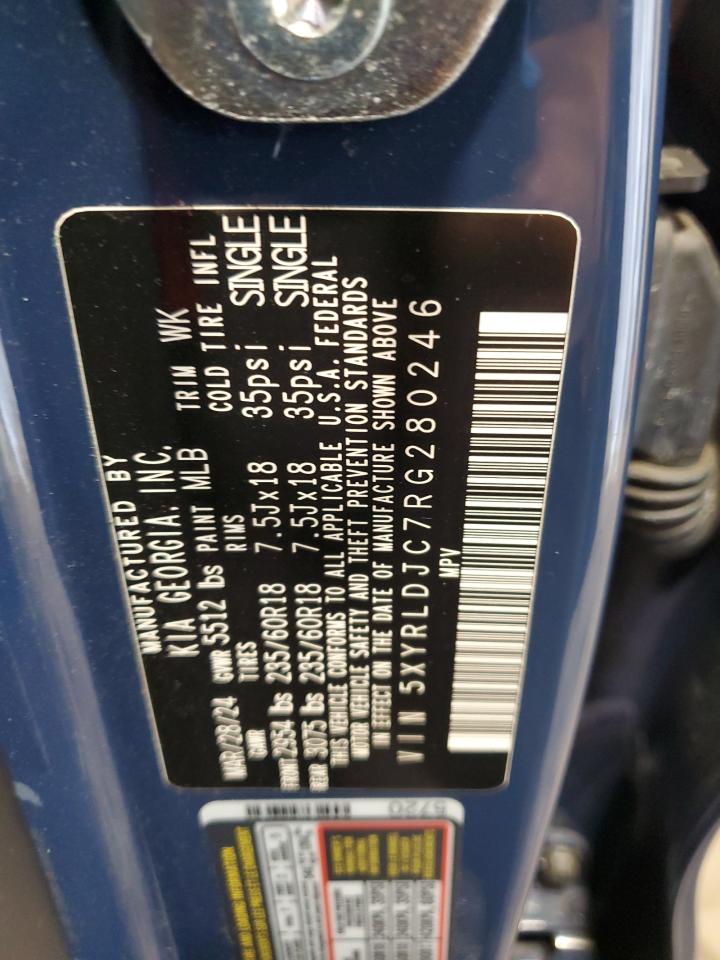 MANUFACTURED BY
KIA GEORGIA, INC.
MAR/28/24 GVWR 5512 lbs PAINT MLB TRIM WK
GAWR TIRES RIMS COLD TIRE INFL
FRONT 2954 lbs 235/60R18 7.5Jx18 35psi SINGLE
REAR 3075 lbs 235/60R18 7.5Jx18 35psi SINGLE
THIS VEHICLE CONFORMS TO ALL APPLICABLE U.S.A. FEDERAL
MOTOR VEHICLE SAFETY AND THEFT PREVENTION STANDARDS
IN EFFECT ON THE DATE OF MANUFACTURE SHOWN ABOVE
VIN 5XYRLDJC7RG280246
MPV
5720